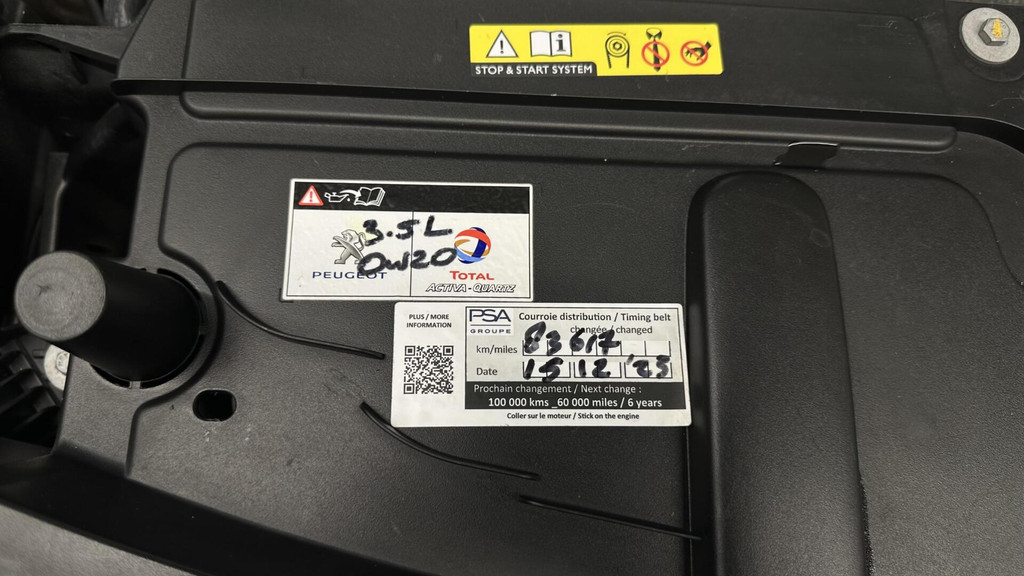 STOP & START SYSTEM
3.5L
0W20
PEUGEOT
TOTAL
ACTIVA-QUARTZ
PLUS / MORE
INFORMATION
PSA
GROUPE
Courroie distribution / Timing belt
changée / changed
km/miles 83617
Date 15 12 '23
Prochain changement / Next change :
100 000 kms _60 000 miles / 6 years
Coller sur le moteur / Stick on the engine